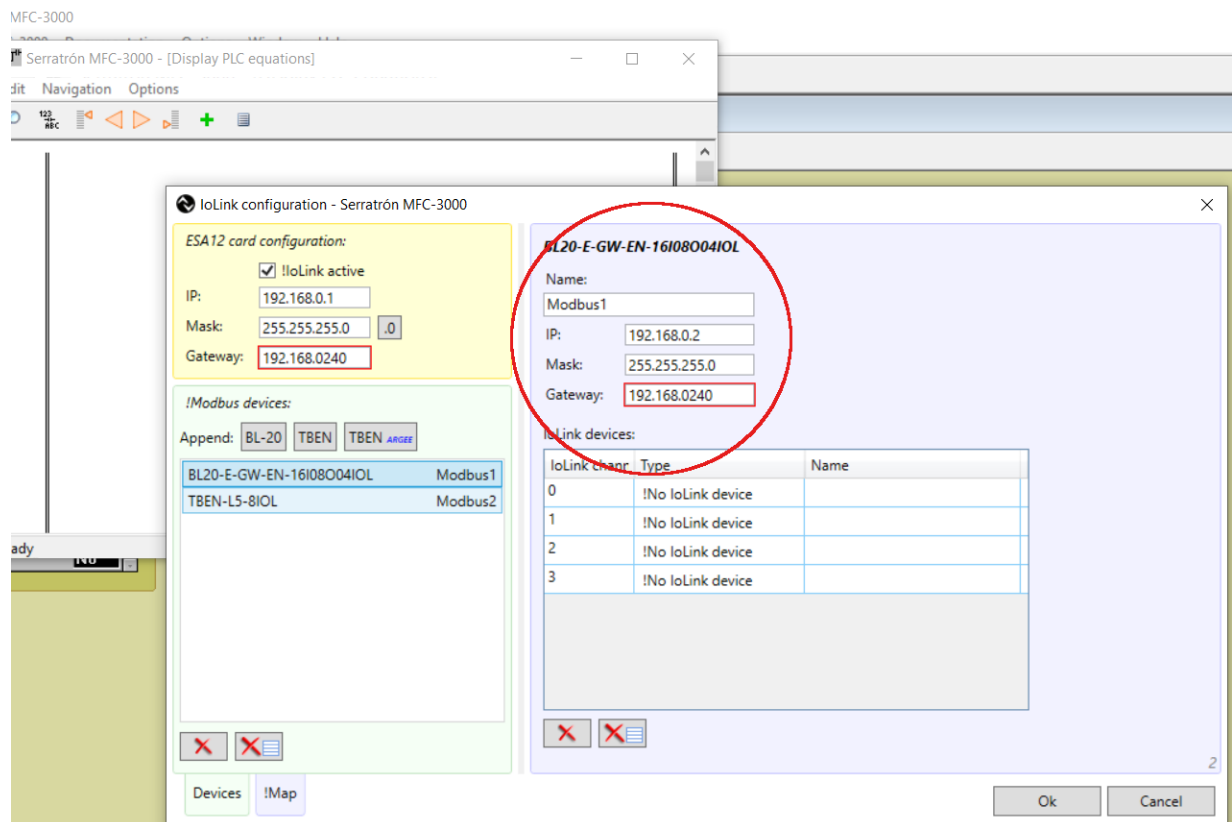 MFC-3000
Serratrón MFC-3000 - [Display PLC equations]
dit Navigation Options
123
ABC
IoLink configuration - Serratrón MFC-3000
ESA12 card configuration:
!IoLink active
IP: 192.168.0.1
Mask: 255.255.255.0 .0
Gateway: 192.168.0240
!Modbus devices:
Append: BL-20 TBEN TBEN ARGEE
BL20-E-GW-EN-16I08O04IOL Modbus1
TBEN-L5-8IOL Modbus2
ady
Devices !Map
BL20-E-GW-EN-16I08O04IOL
Name:
Modbus1
IP: 192.168.0.2
Mask: 255.255.255.0
Gateway: 192.168.0240
IoLink devices:
IoLink chanr Type Name
0 !No IoLink device
1 !No IoLink device
2 !No IoLink device
3 !No IoLink device
2
Ok Cancel